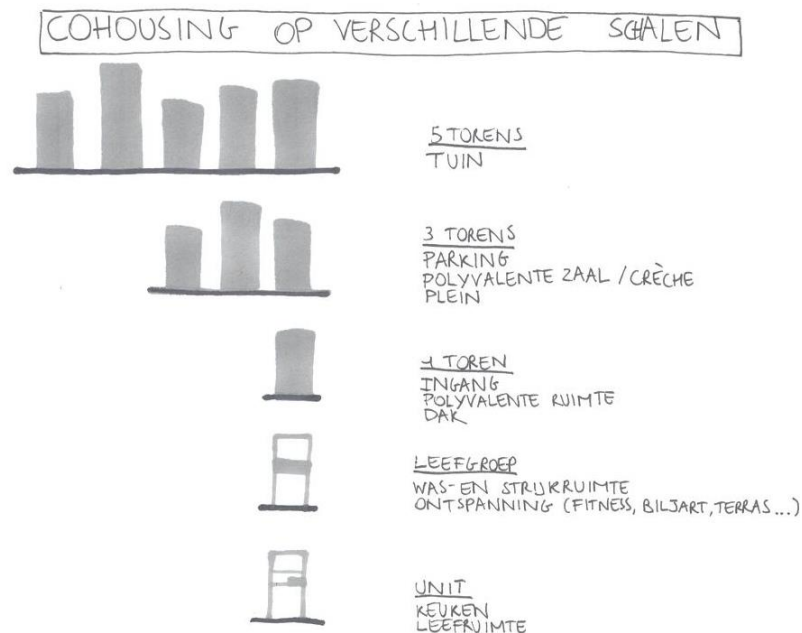 COHOUSING OP VERSCHILLENDE SCHALEN
5 TORENS
TUIN
3 TORENS
PARKING
POLYVALENTE ZAAL / CRÈCHE
PLEIN
1 TOREN
INGANG
POLYVALENTE RUIMTE
DAK
LEEFGROEP
WAS- EN STRIJKRUIMTE
ONTSPANNING (FITNESS, BILJART, TERRAS...)
UNIT
KEUKEN
LEEFRUIMTE